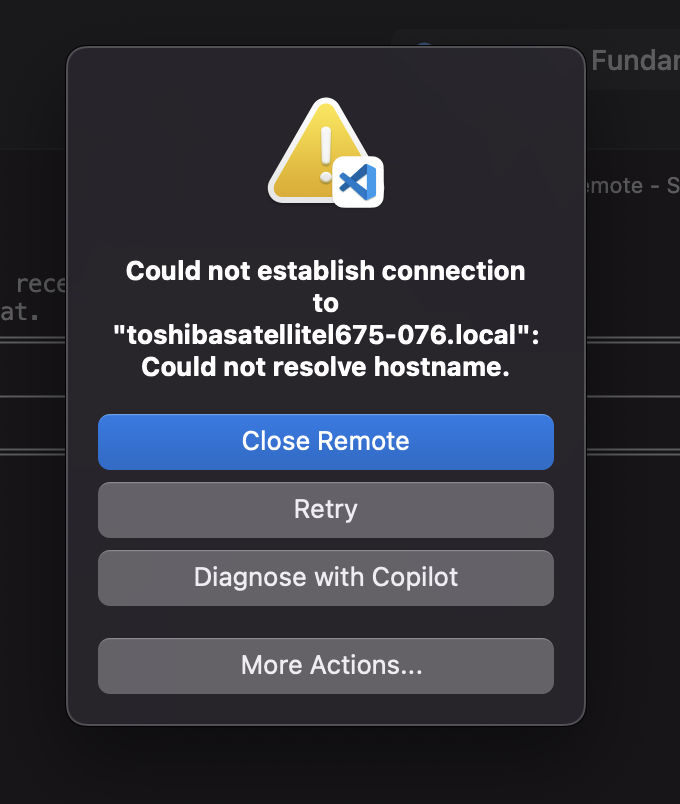 Fundar
emote - S
rece
at.
Could not establish connection
to
"toshibasatellitel675-076.local":
Could not resolve hostname.
Close Remote
Retry
Diagnose with Copilot
More Actions...